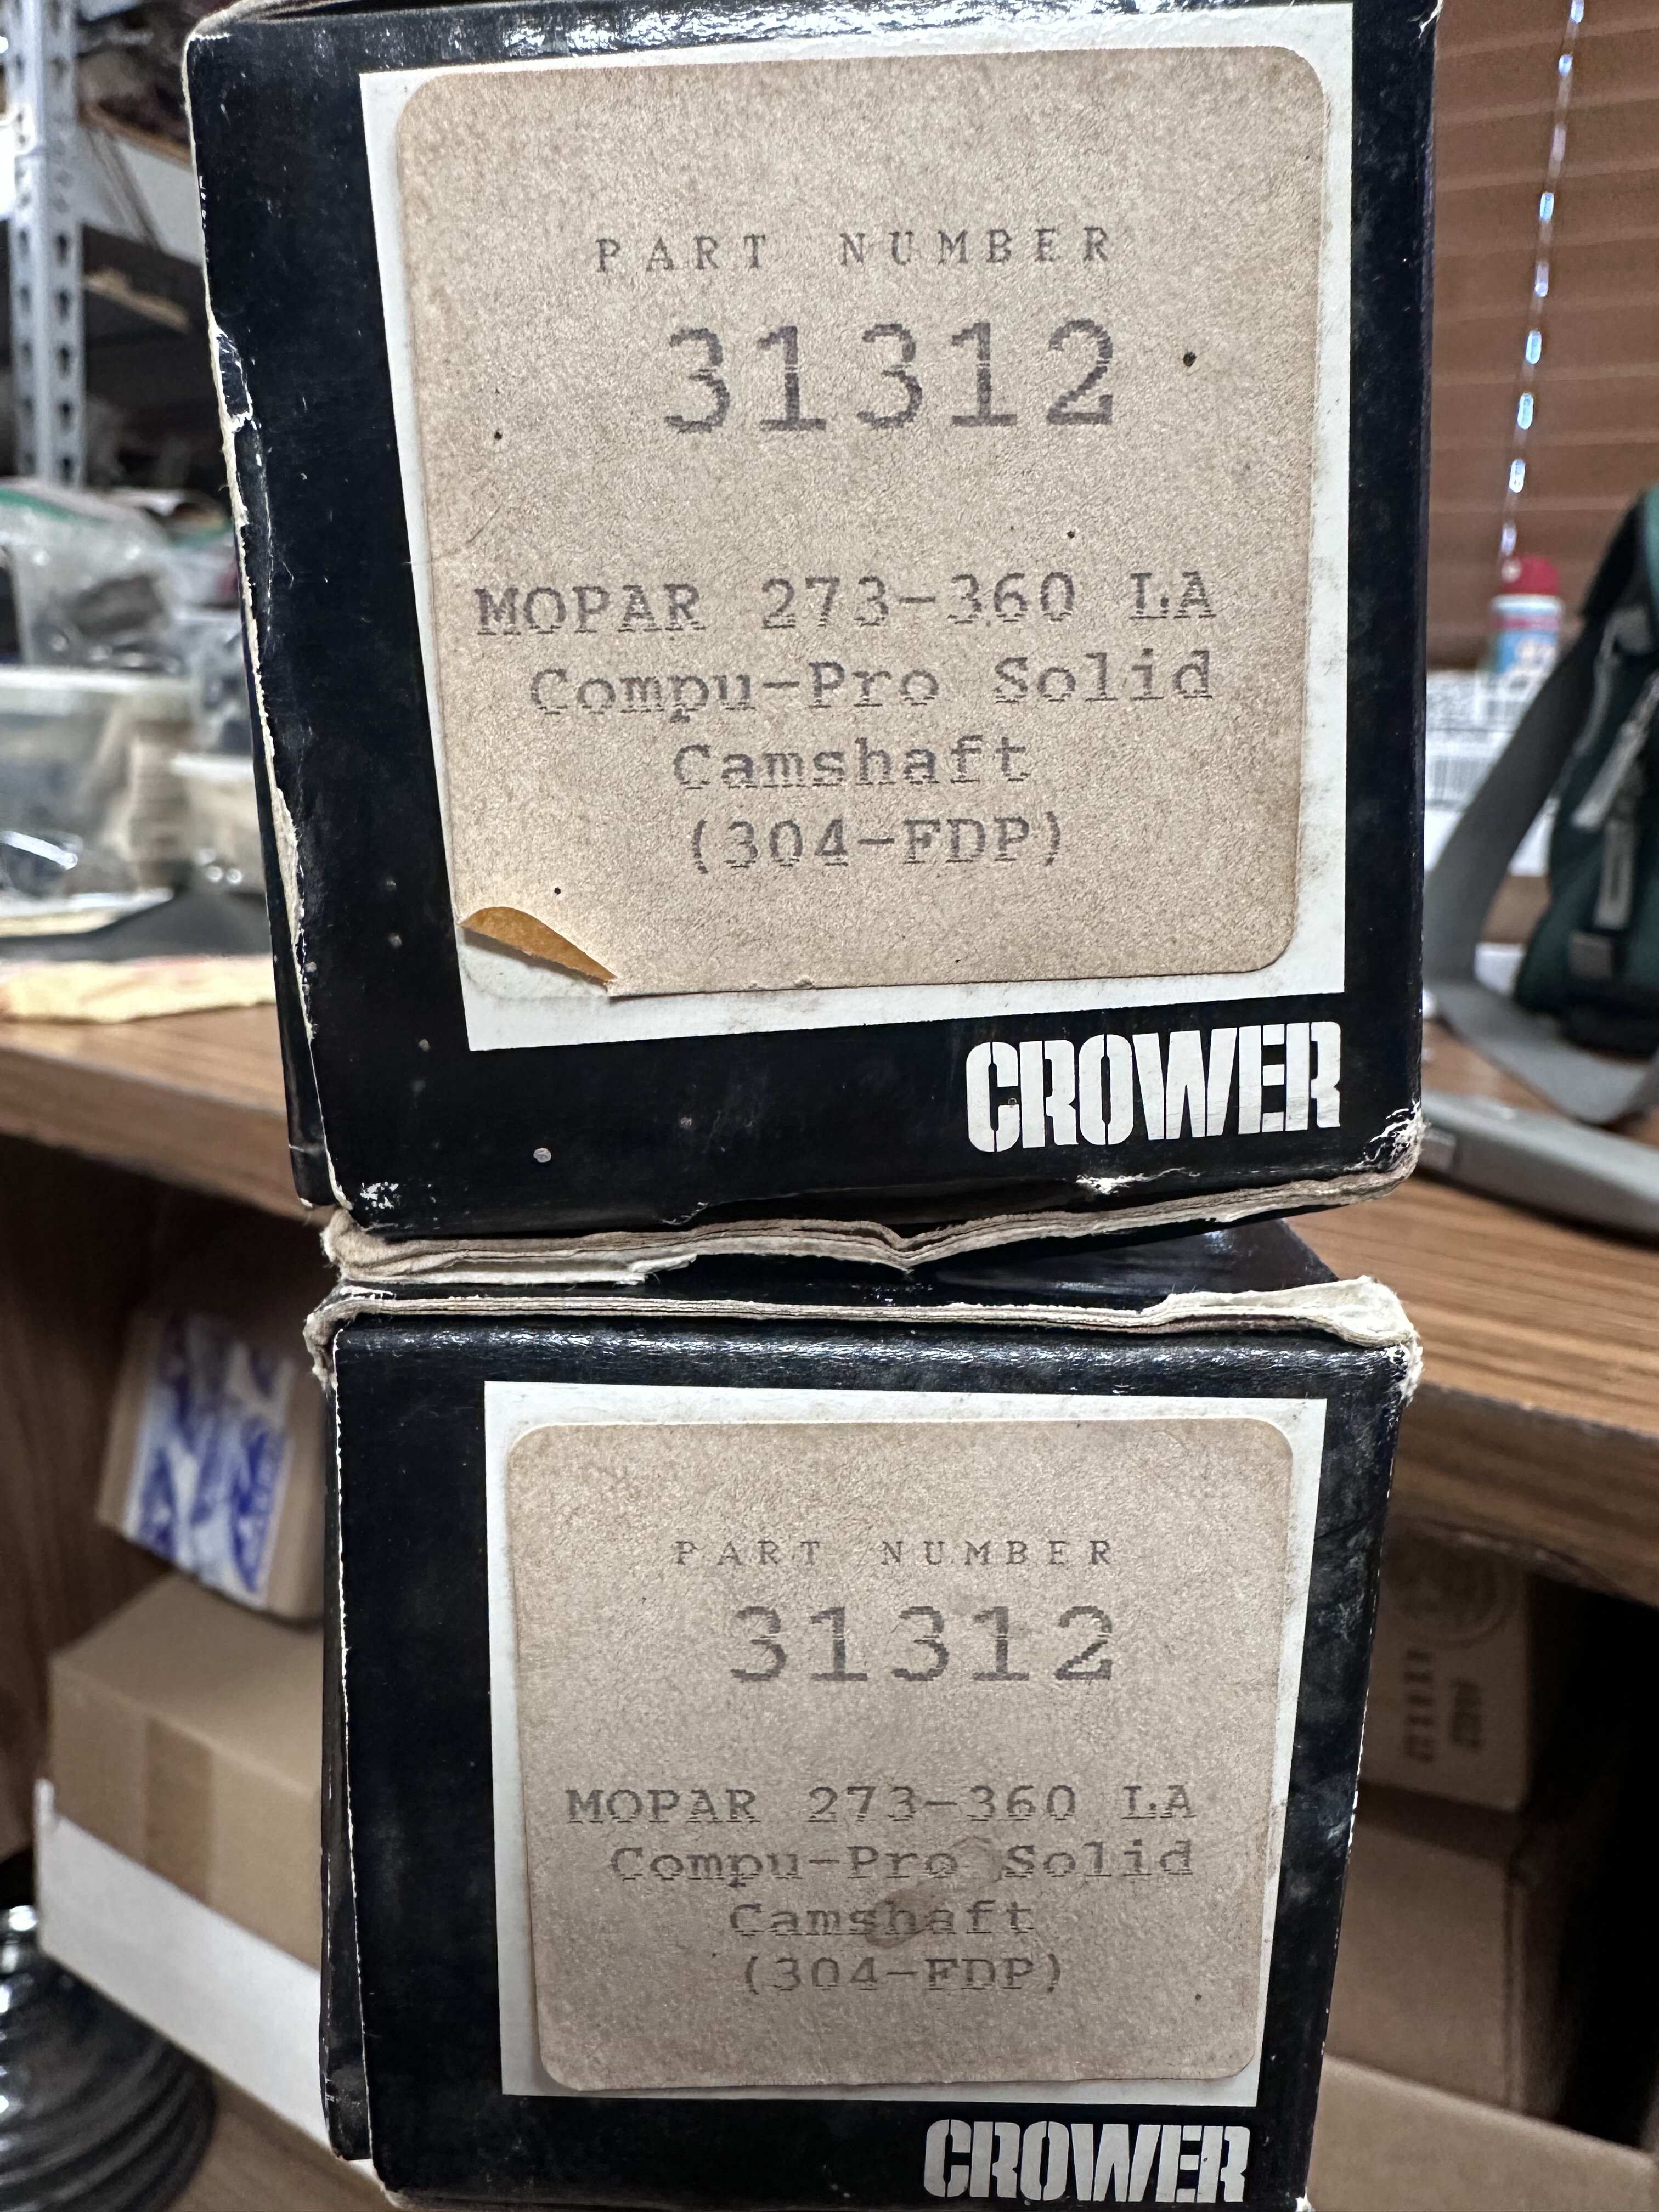 PART NUMBER
31312
MOPAR 273-360 LA
Compu-Pro Solid
Camshaft
(304-FDP)
CROWER
PART NUMBER
31312
MOPAR 273-360 LA
Compu-Pro Solid
Camshaft
(304-FDP)
CROWER